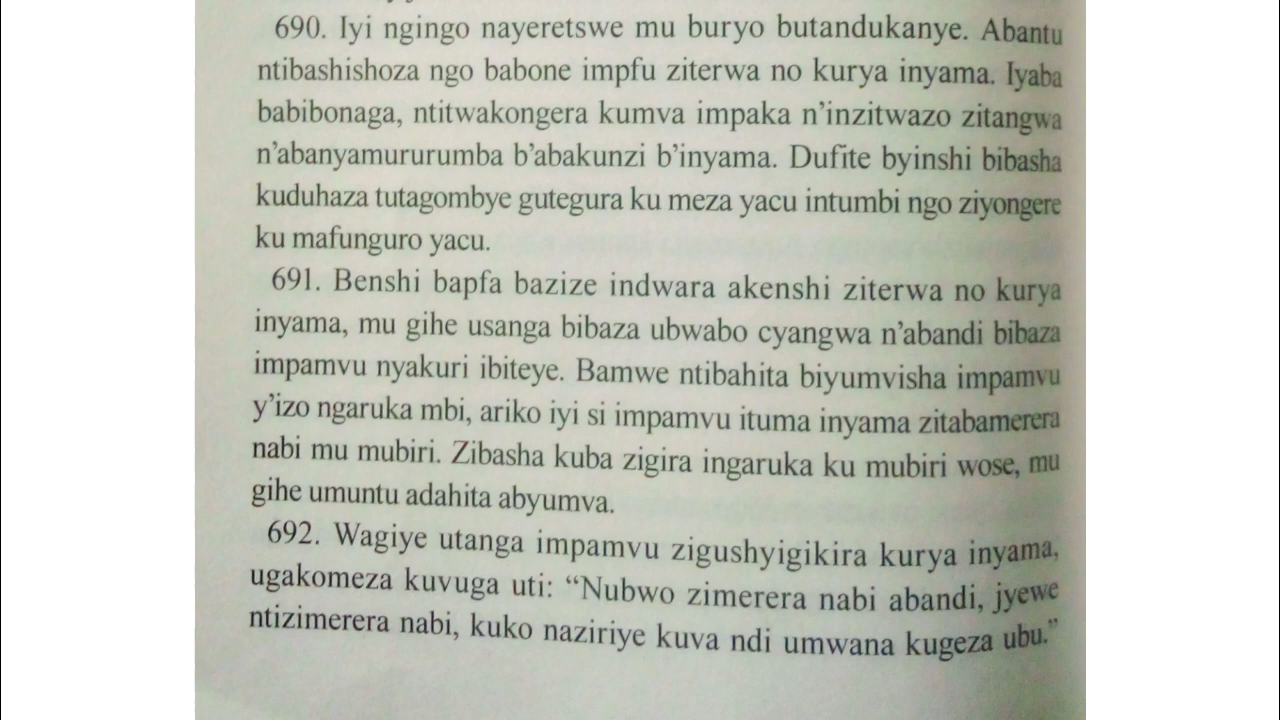 690. Iyi ngingo nayeretswe mu buryo butandukanye. Abantu
ntibashishoza ngo babone impfu ziterwa no kurya inyama. Iyaba
babibonaga, ntitwakongera kumva impaka n’inzitwazo zitangwa
n’abanyamururumba b’abakunzi b’inyama. Dufite byinshi bibasha
kuduhaza tutagombye gutegura ku meza yacu intumbi ngo ziyongere
ku mafunguro yacu.
691. Benshi bapfa bazize indwara akenshi ziterwa no kurya
inyama, mu gihe usanga bibaza ubwabo cyangwa n’abandi bibaza
impamvu nyakuri ibiteye. Bamwe ntibahita biyumvisha impamvu
y’izo ngaruka mbi, ariko iyi si impamvu ituma inyama zitabamerera
nabi mu mubiri. Zibasha kuba zigira ingaruka ku mubiri wose, mu
gihe umuntu adahita abyumva.
692. Wagiye utanga impamvu zigushyigikira kurya inyama,
ugakomeza kuvuga uti: “Nubwo zimerera nabi abandi, jyewe
ntizimerera nabi, kuko naziriye kuva ndi umwana kugeza ubu.”